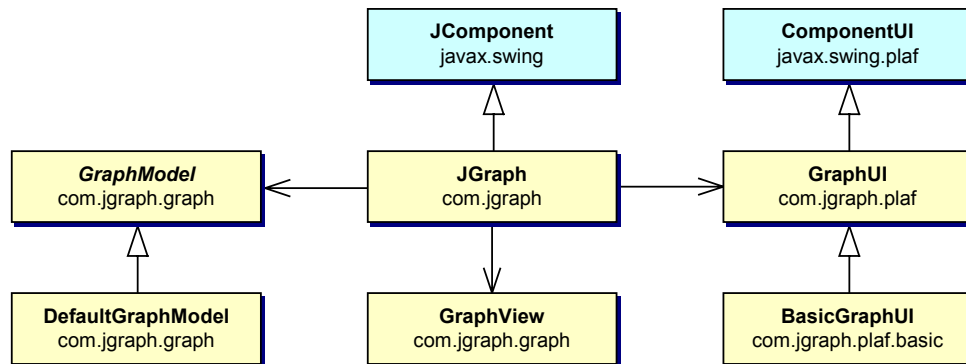 JComponent
javax.swing
ComponentUI
javax.swing.plaf
GraphModel
com.jgraph.graph
JGraph
com.jgraph
GraphUI
com.jgraph.plaf
DefaultGraphModel
com.jgraph.graph
GraphView
com.jgraph.graph
BasicGraphUI
com.jgraph.plaf.basic